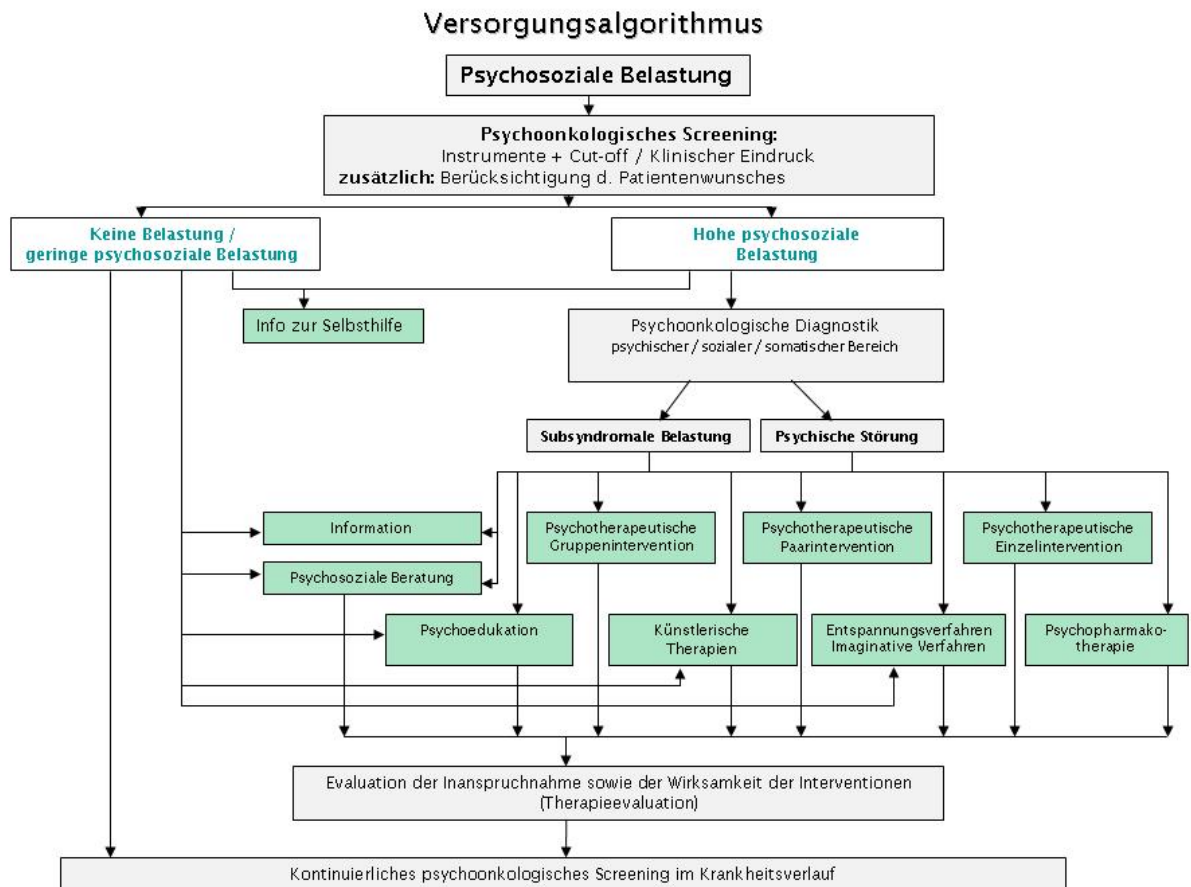 Versorgungsalgorithmus
Psychosoziale Belastung
Psychoonkologisches Screening:
Instrumente + Cut-off / Klinischer Eindruck
zusätzlich: Berücksichtigung d. Patientenwunsches
Keine Belastung /
geringe psychosoziale Belastung
Hohe psychosoziale
Belastung
Info zur Selbsthilfe
Psychoonkologische Diagnostik
psychischer / sozialer / somatischer Bereich
Subsyndromale Belastung
Psychische Störung
Information
Psychotherapeutische
Gruppenintervention
Psychotherapeutische
Paarintervention
Psychotherapeutische
Einzelintervention
Psychosoziale Beratung
Psychoedukation
Künstlerische
Therapien
Entspannungsverfahren
Imaginative Verfahren
Psychopharmako-
therapie
Evaluation der Inanspruchnahme sowie der Wirksamkeit der Interventionen
(Therapieevaluation)
Kontinuierliches psychoonkologisches Screening im Krankheitsverlauf